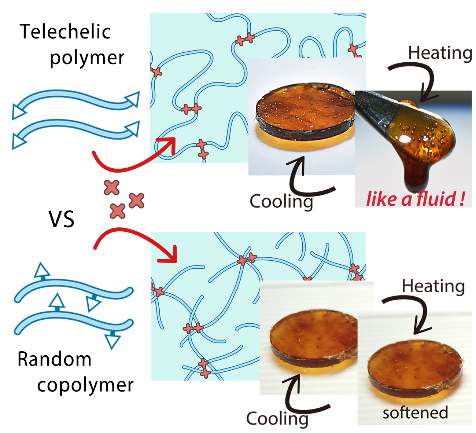 Telechelic
polymer
Heating
Cooling
like a fluid !
VS
Heating
Random
copolymer
Cooling
softened